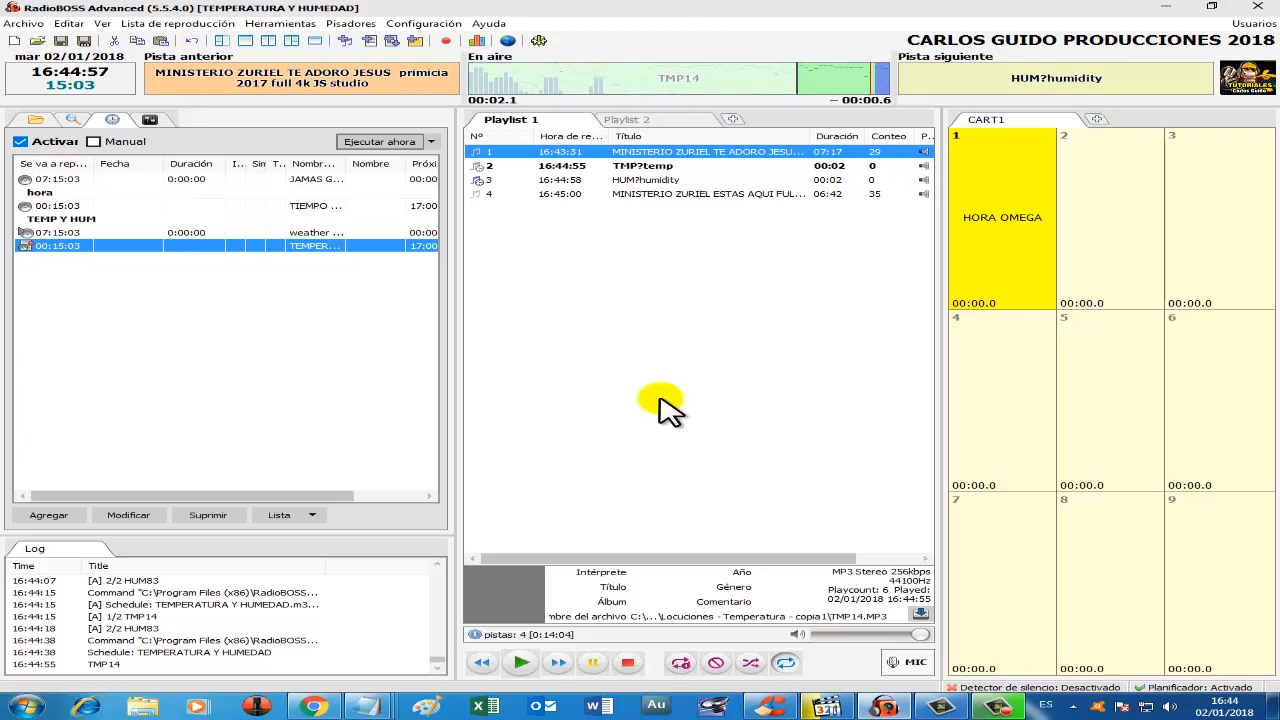 RadioBOSS Advanced (5.5.4.0) [TEMPERATURA Y HUMEDAD]
Archivo Editar Ver Lista de reproducción Herramientas Pisadores Configuración Ayuda Usuarios
CARLOS GUIDO PRODUCCIONES 2018
mar 02/01/2018 Pista anterior En aire Pista siguiente
16:44:57
15:03
MINISTERIO ZURIEL TE ADORO JESUS primicia
2017 full 4k JS studio
TMP14
00:02.1 − 00:00.6
HUM?humidity
TUTORIALES
Carlos Guido
Activar Manual Ejecutar ahora
Se va a rep... Fecha Duración I... Sir T... Nombr... Nombre Próxi
07:15:03 0:00:00 JAMAS G... 00:00
hora
00:15:03 TIEMPO ... 17:00
TEMP Y HUM
07:15:03 0:00:00 weather ... 00:00
00:15:03 TEMPER... 17:00
Agregar Modificar Suprimir Lista
Log
Time Title
16:44:07 [A] 2/2 HUM83
16:44:15 Command "C:\Program Files (x86)\RadioBOSS...
16:44:15 [A] Schedule: TEMPERATURA Y HUMEDAD.m3...
16:44:15 [A] 1/2 TMP14
16:44:18 [A] 2/2 HUM83
16:44:38 Command "C:\Program Files (x86)\RadioBOSS...
16:44:38 Schedule: TEMPERATURA Y HUMEDAD
16:44:55 TMP14
Playlist 1 Playlist 2
Nº Hora de re... Título Duración Conteo P..
1 16:43:31 MINISTERIO ZURIEL TE ADORO JESU... 07:17 29
2 16:44:55 TMP?temp 00:02 0
3 16:44:58 HUM?humidity 00:02 0
4 16:45:00 MINISTERIO ZURIEL ESTAS AQUI FUL... 06:42 35
Intérprete Año MP3 Stereo 256kbps
44100Hz
Título Género Playcount: 6 Played:
Álbum Comentario 02/01/2018 16:44:55
mbre del archivo C:\...\Locuciones - Temperatura - copia1\TMP14.MP3
pistas: 4 [0:14:04]
MIC
CART1
1 2 3
HORA OMEGA
00:00.0 00:00.0 00:00.0
4 5 6
00:00.0 00:00.0 00:00.0
7 8 9
00:00.0 00:00.0 00:00.0
Detector de silencio: Desactivado Planificador: Activado
Au 31 ES 16:44
02/01/2018